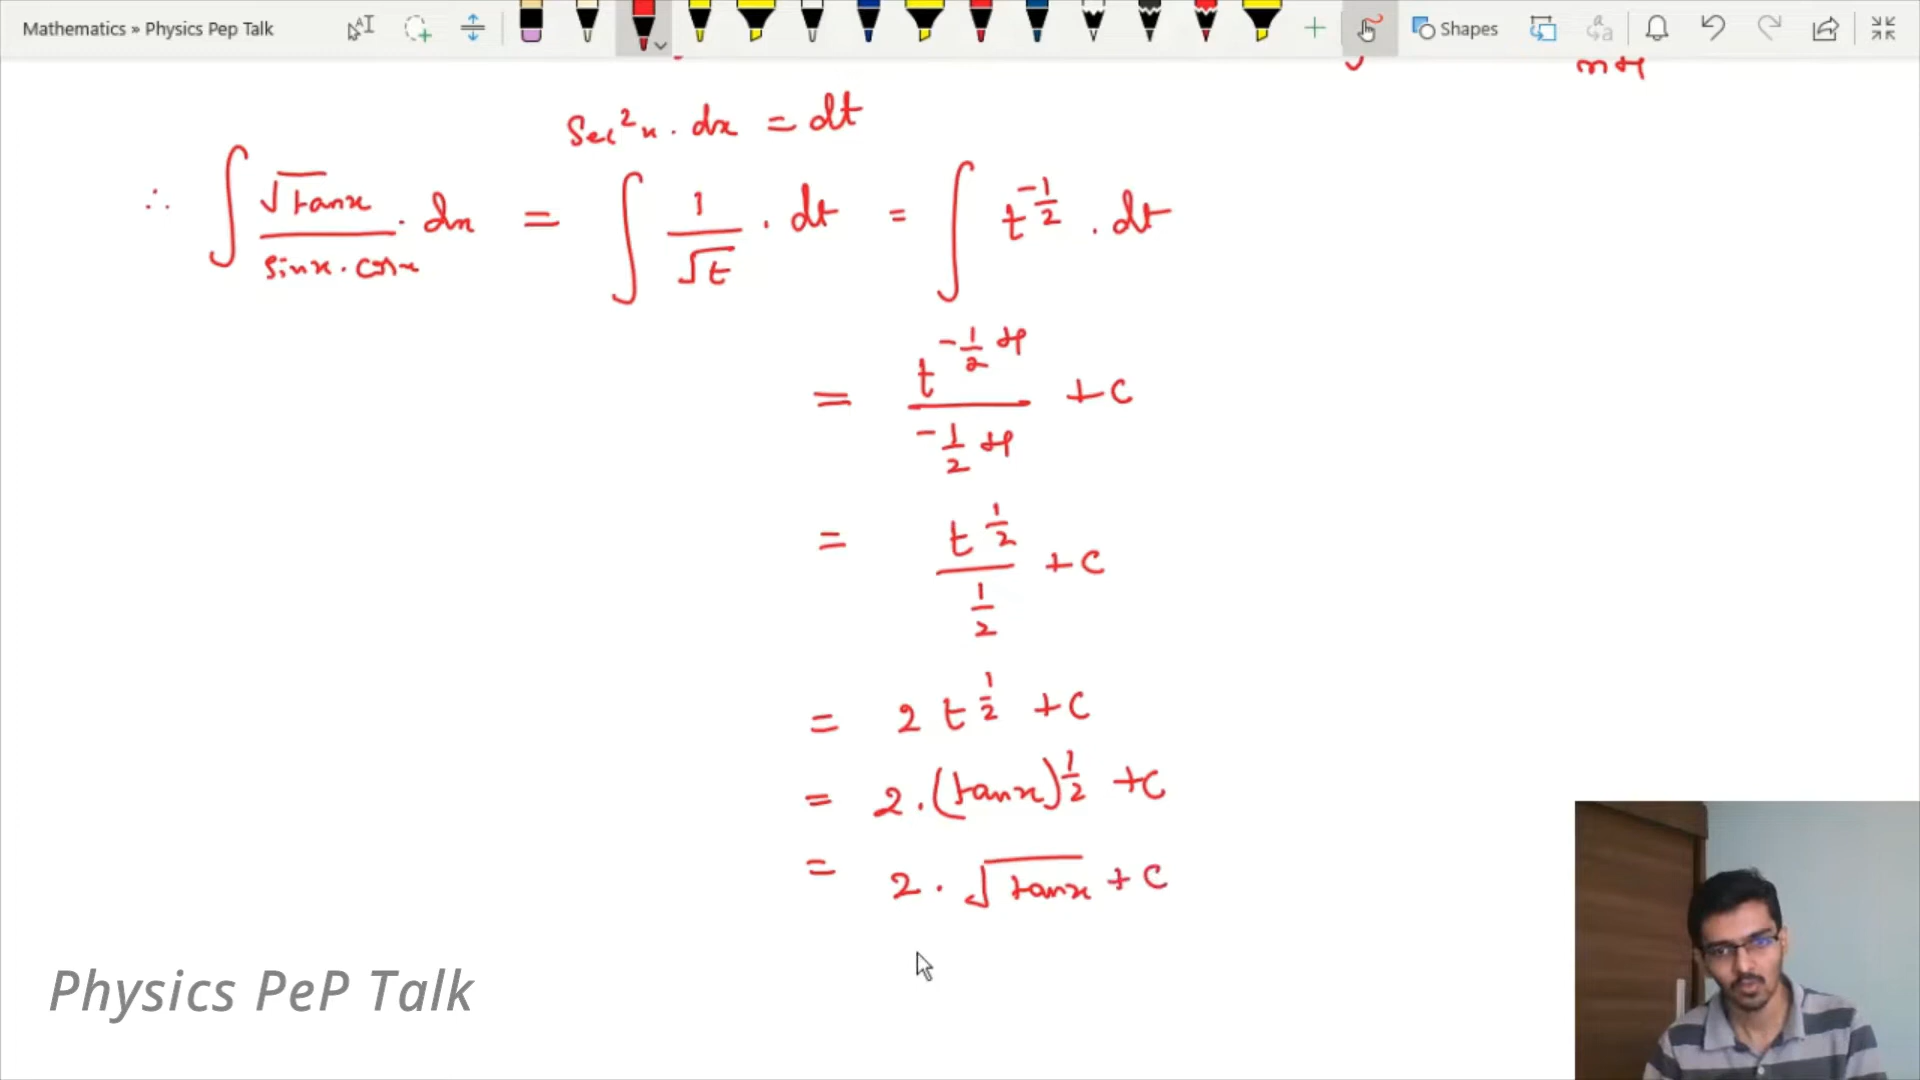 Mathematics » Physics Pep Talk
Shapes
n+1
Sec²x . dx = dt
∴ ∫ √tanx / sinx . cosx . dx = ∫ 1/√t . dt = ∫ t^(-1/2) . dt
= t^(-1/2 +1) / (-1/2 +1) + c
= t^(1/2) / (1/2) + c
= 2 t^(1/2) + c
= 2 . (tanx)^(1/2) + c
= 2 . √tanx + c
Physics PeP Talk